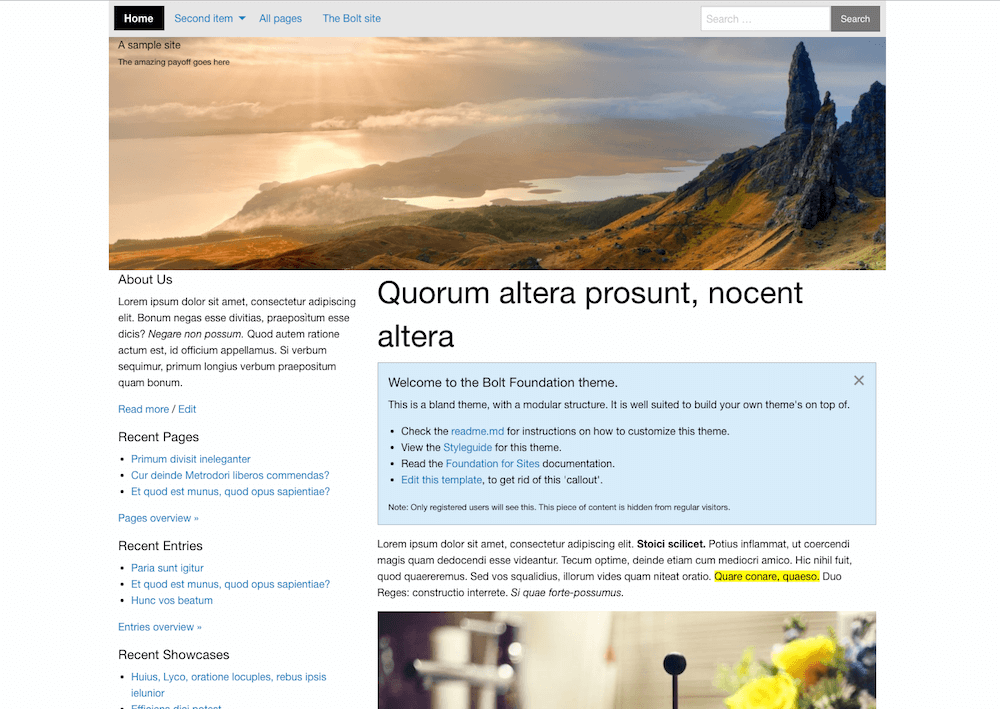 Home Second item All pages The Bolt site Search … Search
A sample site
The amazing payoff goes here
About Us
Lorem ipsum dolor sit amet, consectetur adipiscing
elit. Bonum negas esse divitias, praeposìtum esse
dicis? Negare non possum. Quod autem ratione
actum est, id officium appellamus. Si verbum
sequimur, primum longius verbum praepositum
quam bonum.
Read more / Edit
Recent Pages
Primum divisit ineleganter
Cur deinde Metrodori liberos commendas?
Et quod est munus, quod opus sapientiae?
Pages overview »
Recent Entries
Paria sunt igitur
Et quod est munus, quod opus sapientiae?
Hunc vos beatum
Entries overview »
Recent Showcases
Huius, Lyco, oratione locuples, rebus ipsis
ielunior
Efficiens dici potest
Quorum altera prosunt, nocent
altera
Welcome to the Bolt Foundation theme.
This is a bland theme, with a modular structure. It is well suited to build your own theme's on top of.
Check the readme.md for instructions on how to customize this theme.
View the Styleguide for this theme.
Read the Foundation for Sites documentation.
Edit this template, to get rid of this 'callout'.
Note: Only registered users will see this. This piece of content is hidden from regular visitors.
Lorem ipsum dolor sit amet, consectetur adipiscing elit. Stoici scilicet. Potius inflammat, ut coercendi
magis quam dedocendi esse videantur. Tecum optime, deinde etiam cum mediocri amico. Hic nihil fuit,
quod quaereremus. Sed vos squalidius, illorum vides quam niteat oratio. Quare conare, quaeso. Duo
Reges: constructio interrete. Si quae forte-possumus.